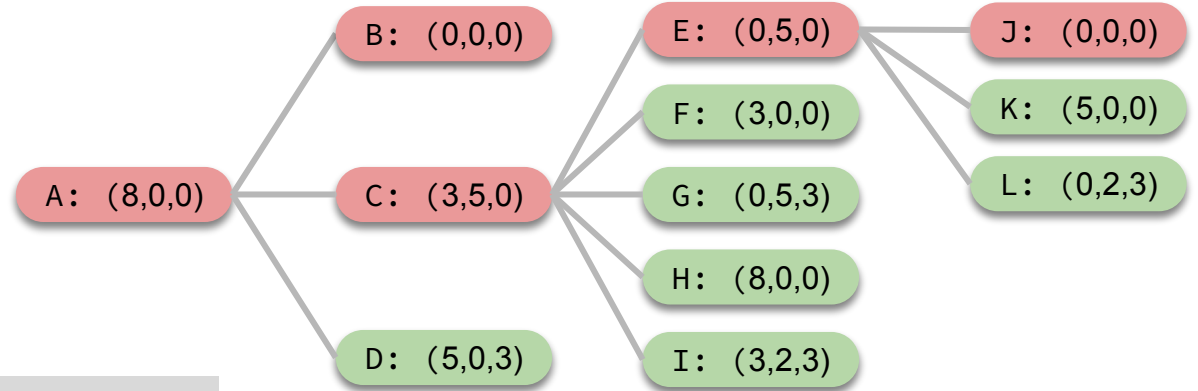 A: (8,0,0)
B: (0,0,0)
C: (3,5,0)
D: (5,0,3)
E: (0,5,0)
F: (3,0,0)
G: (0,5,3)
H: (8,0,0)
I: (3,2,3)
J: (0,0,0)
K: (5,0,0)
L: (0,2,3)